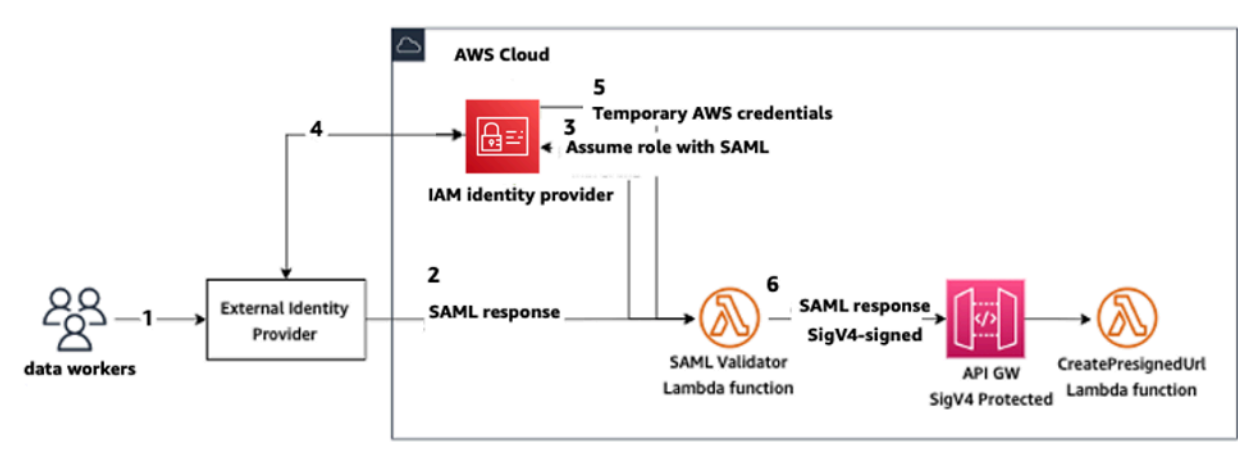 AWS Cloud
5
Temporary AWS credentials
3
Assume role with SAML
4
IAM identity provider
2
SAML response
6
SAML response
SigV4-signed
1
External Identity
Provider
data workers
SAML Validator
Lambda function
</>
API GW
SigV4 Protected
CreatePresignedUrl
Lambda function